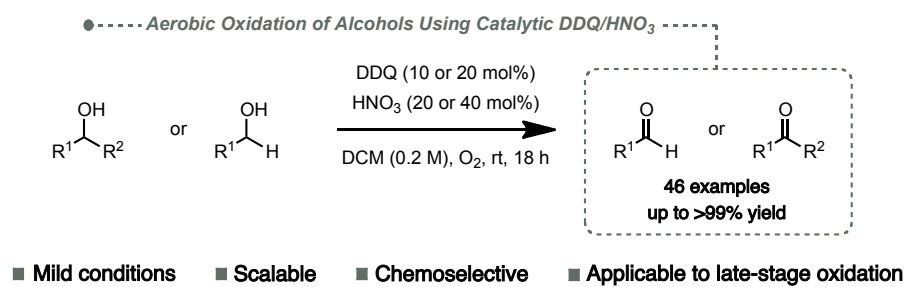 Aerobic Oxidation of Alcohols Using Catalytic DDQ/HNO₃
DDQ (10 or 20 mol%)
HNO₃ (20 or 40 mol%)
DCM (0.2 M), O₂, rt, 18 h
OH
R¹ R²
or
OH
R¹ H
O
R¹ H
or
O
R¹ R²
46 examples
up to >99% yield
Mild conditions
Scalable
Chemoselective
Applicable to late-stage oxidation